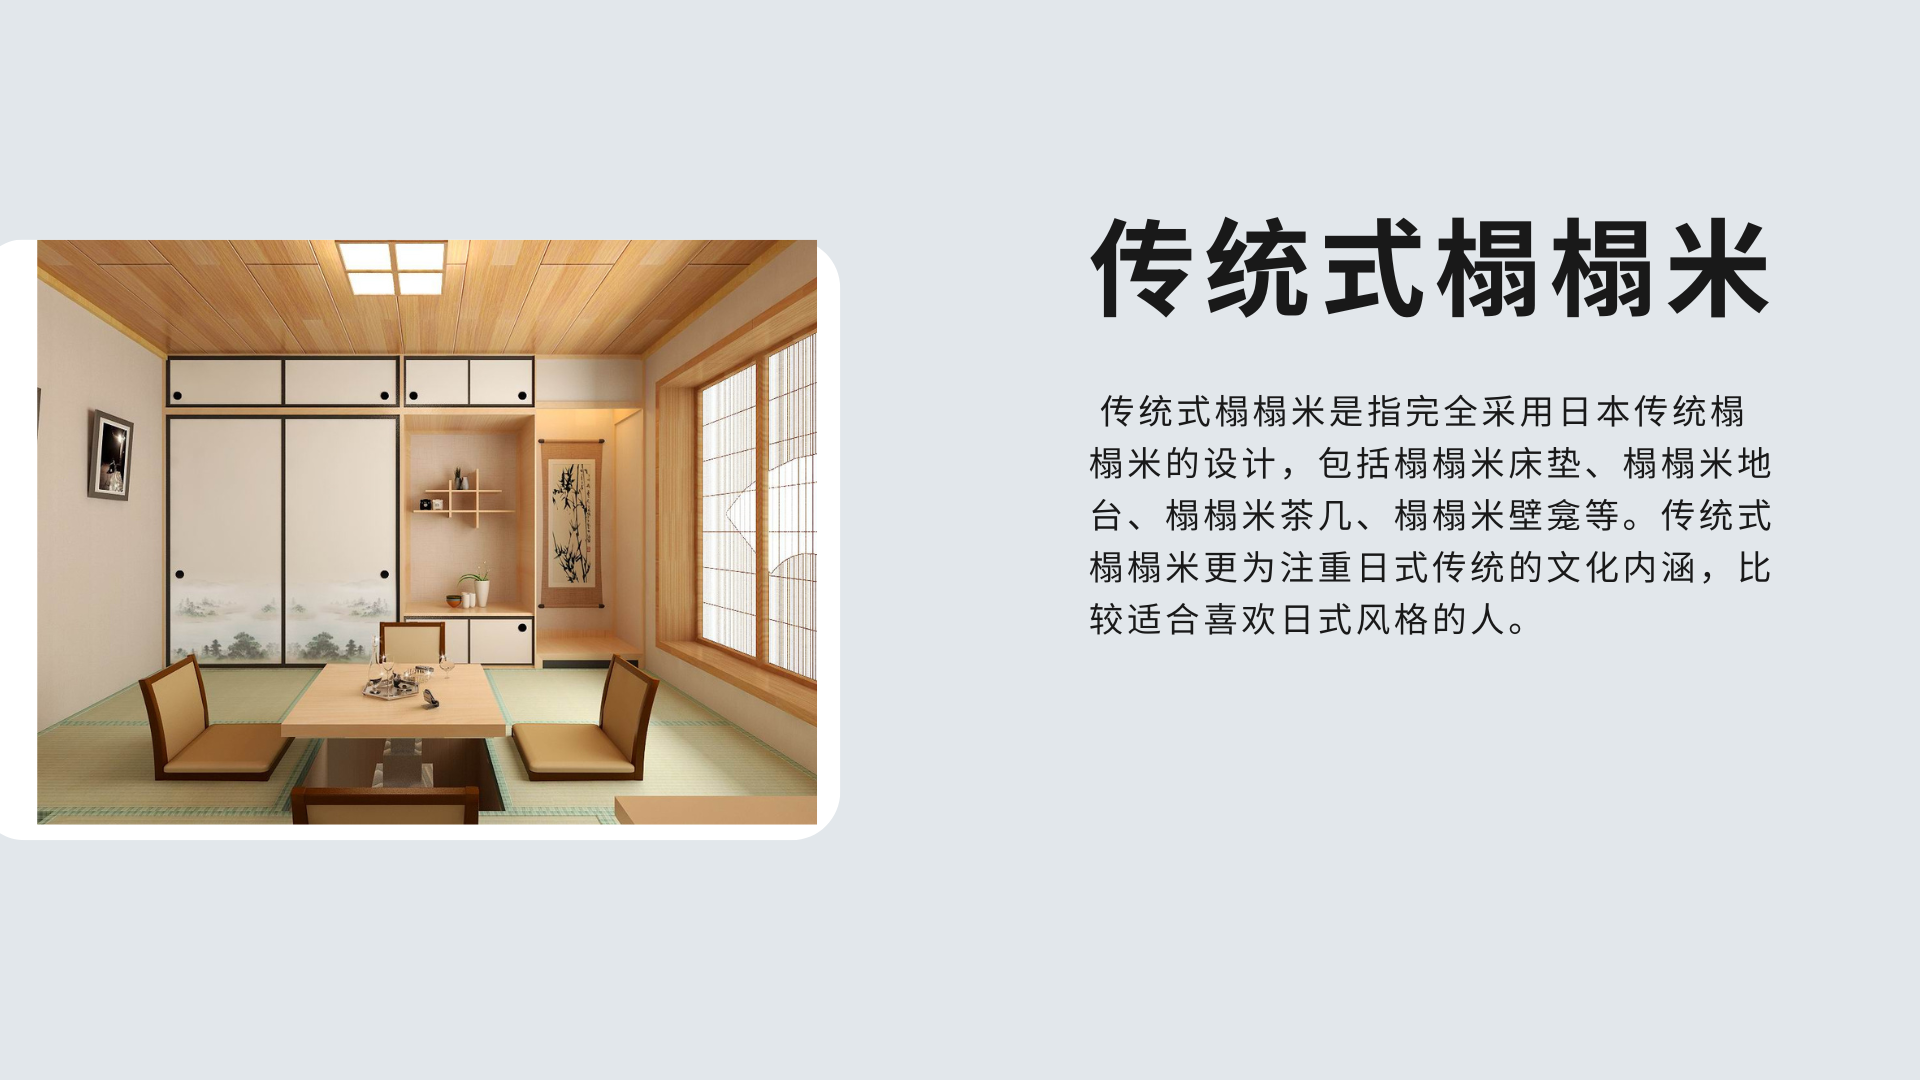 传统式榻榻米
传统式榻榻米是指完全采用日本传统榻
榻米的设计，包括榻榻米床垫、榻榻米地
台、榻榻米茶几、榻榻米壁龛等。传统式
榻榻米更为注重日式传统的文化内涵，比
较适合喜欢日式风格的人。